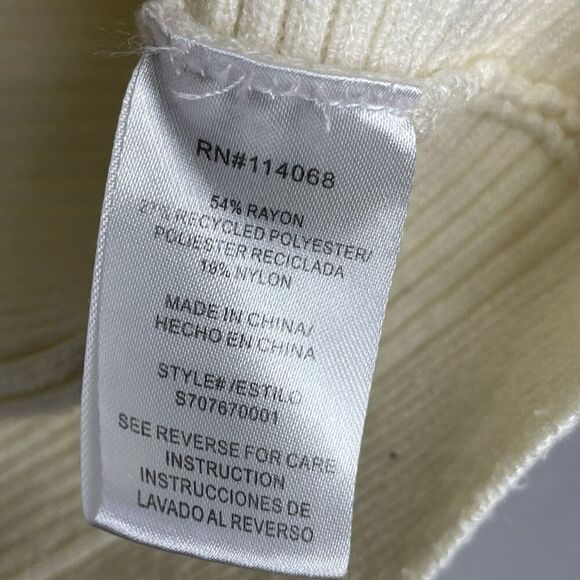 RN#114068
54% RAYON
27% RECYCLED POLYESTER/
POLIESTER RECICLADA
19% NYLON
MADE IN CHINA/
HECHO EN CHINA
STYLE# /ESTILO
S707670001
SEE REVERSE FOR CARE
INSTRUCTION
INSTRUCCIONES DE
LAVADO AL REVERSO